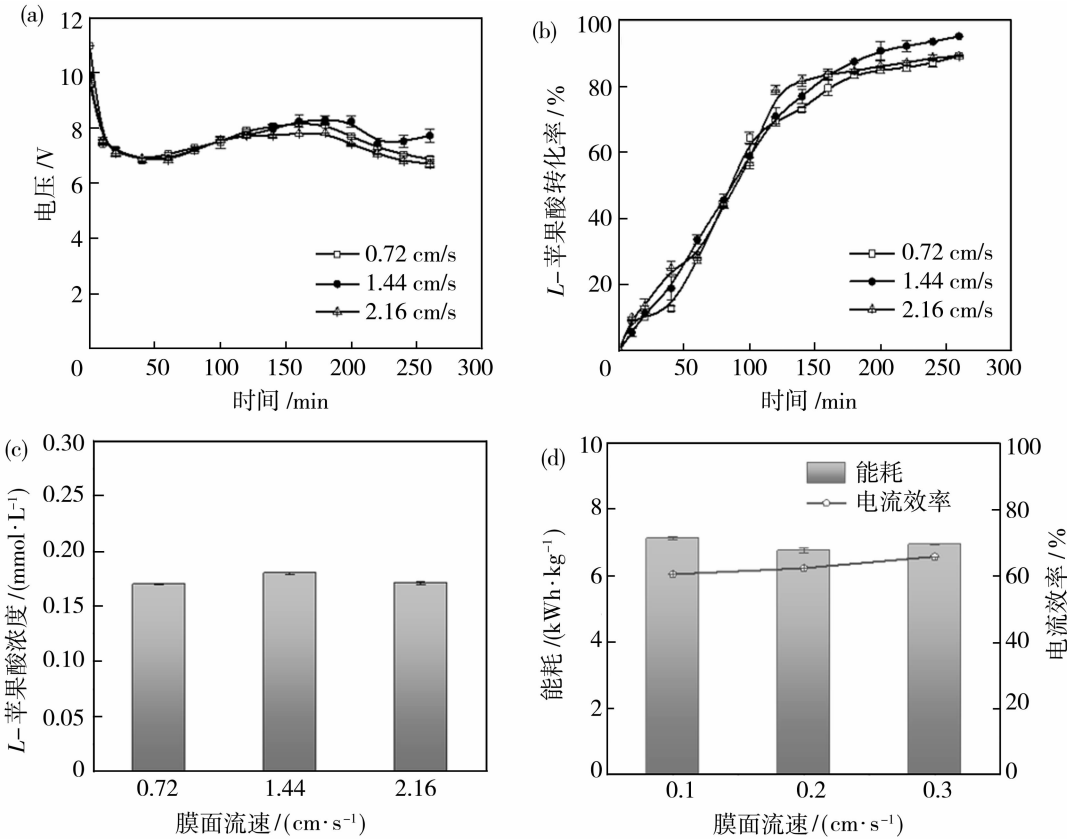 (a)
12
10
8
6
4
2
0
50
100
150
200
250
300
电压 /V
时间 /min
0.72 cm/s
1.44 cm/s
2.16 cm/s
(b)
100
80
60
40
20
0
0
50
100
150
200
250
300
L-苹果酸转化率 /%
时间 /min
0.72 cm/s
1.44 cm/s
2.16 cm/s
(c)
0.30
0.25
0.20
0.15
0.10
0.05
0
0.72
1.44
2.16
L-苹果酸浓度 /(mmol·L⁻¹)
膜面流速 /(cm·s⁻¹)
(d)
10
8
6
4
2
0
100
80
60
40
20
0
0.1
0.2
0.3
能耗
电流效率
能耗 /(kWh·kg⁻¹)
电流效率 /%
膜面流速 /(cm·s⁻¹)